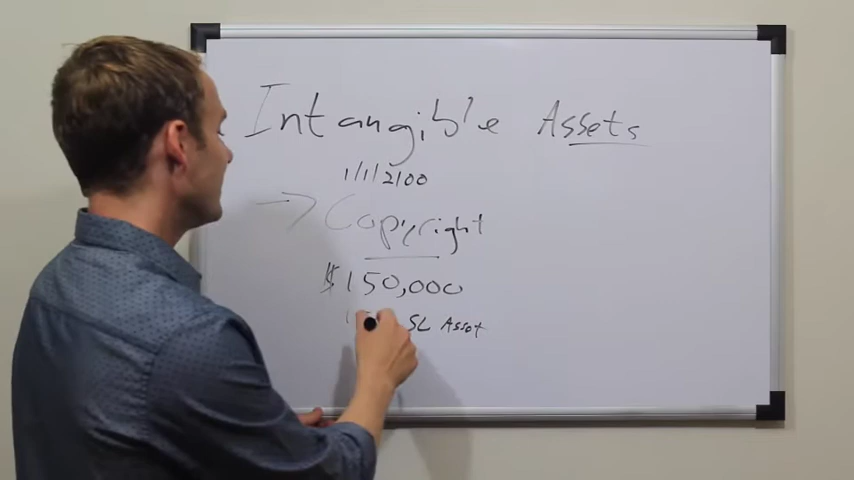 Intangible Assets
1/1/2100
→ Copyright
$150,000
SL Asset